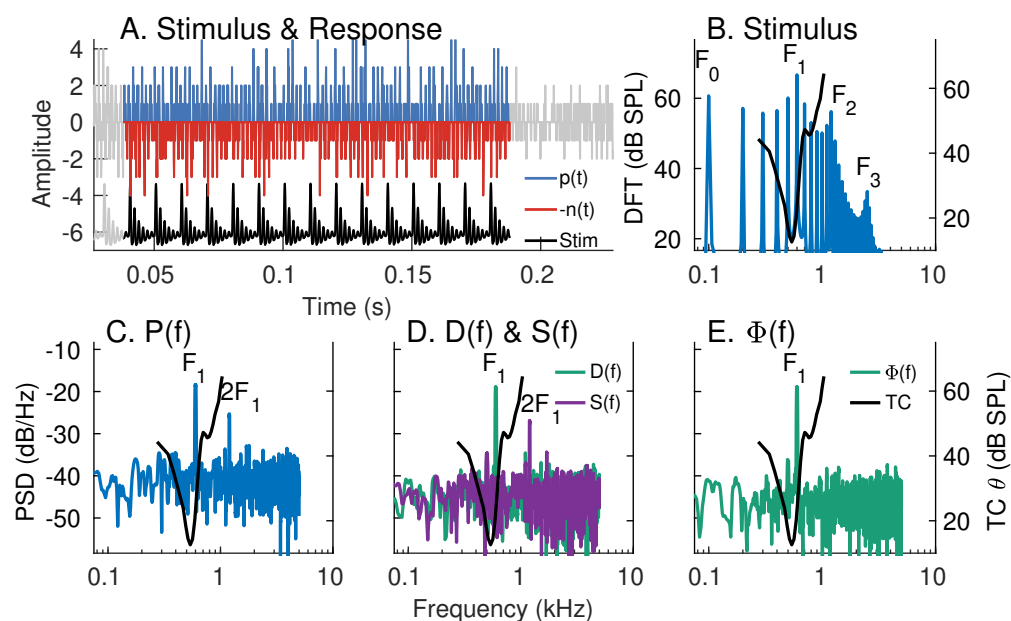 A. Stimulus & Response
Amplitude
4
2
0
-2
-4
-6
p(t)
-n(t)
Stim
0.05
0.1
0.15
0.2
Time (s)
B. Stimulus
DFT (dB SPL)
60
40
20
F0
F1
F2
F3
60
40
20
0.1
1
10
C. P(f)
PSD (dB/Hz)
-10
-20
-30
-40
-50
F1
2F1
0.1
1
10
D. D(f) & S(f)
F1
2F1
D(f)
S(f)
0.1
1
10
Frequency (kHz)
E. Φ(f)
F1
Φ(f)
TC
60
40
20
TC θ (dB SPL)
0.1
1
10